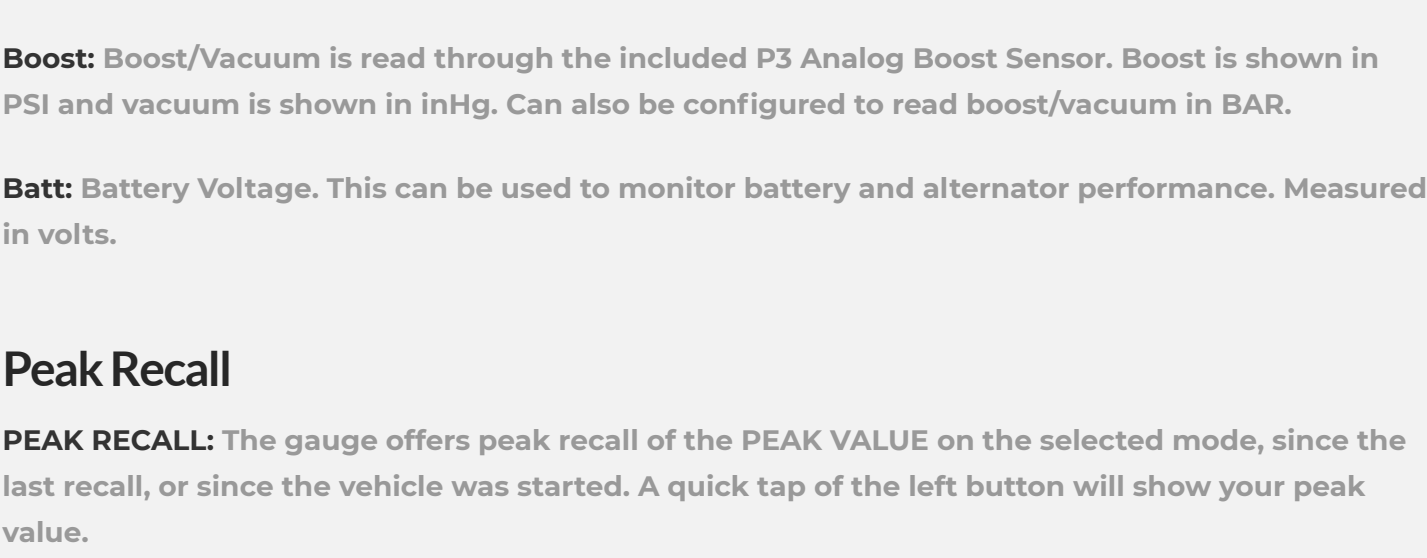 Boost: Boost/Vacuum is read through the included P3 Analog Boost Sensor. Boost is shown in
PSI and vacuum is shown in inHg. Can also be configured to read boost/vacuum in BAR.
Batt: Battery Voltage. This can be used to monitor battery and alternator performance. Measured
in volts.
Peak Recall
PEAK RECALL: The gauge offers peak recall of the PEAK VALUE on the selected mode, since the
last recall, or since the vehicle was started. A quick tap of the left button will show your peak
value.